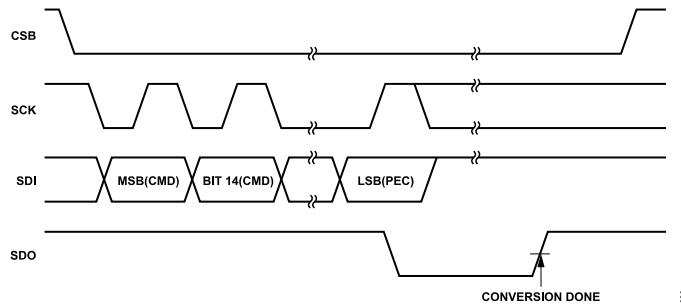 CSB
SCK
SDI
MSB(CMD)
BIT 14(CMD)
LSB(PEC)
SDO
CONVERSION DONE